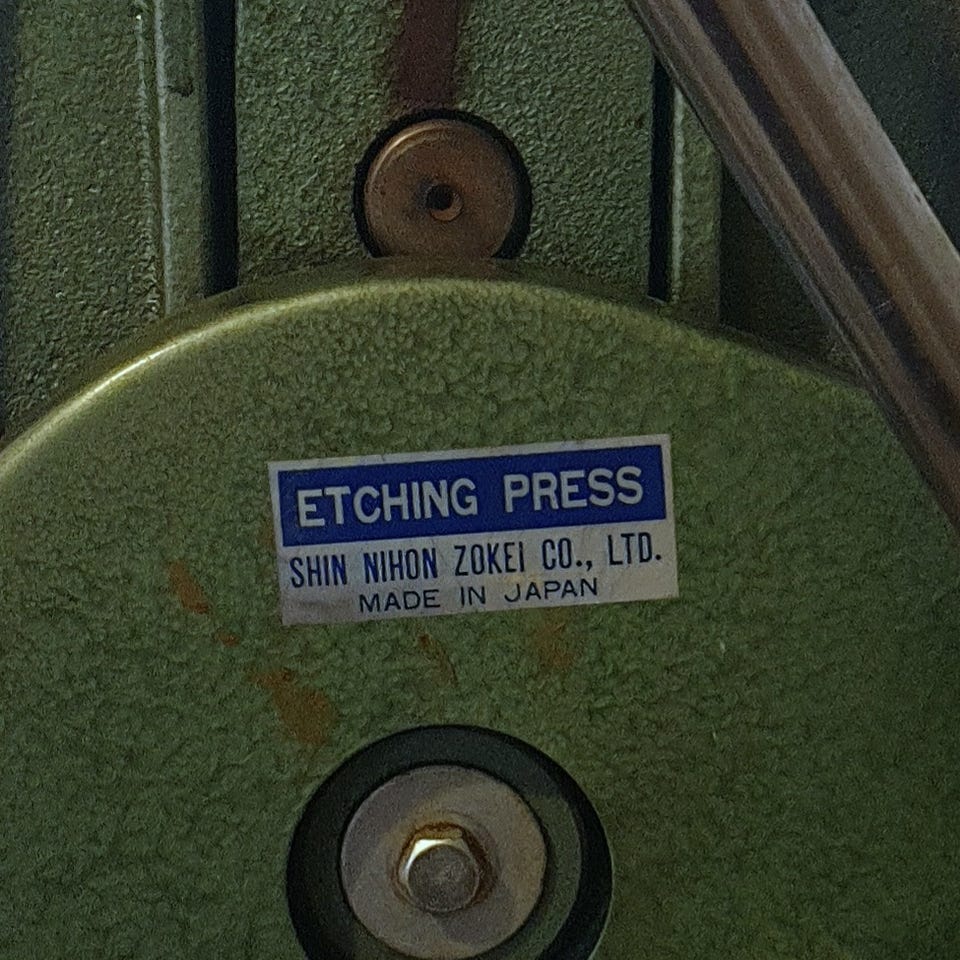 ETCHING PRESS
SHIN NIHON ZOKEI CO., LTD.
MADE IN JAPAN